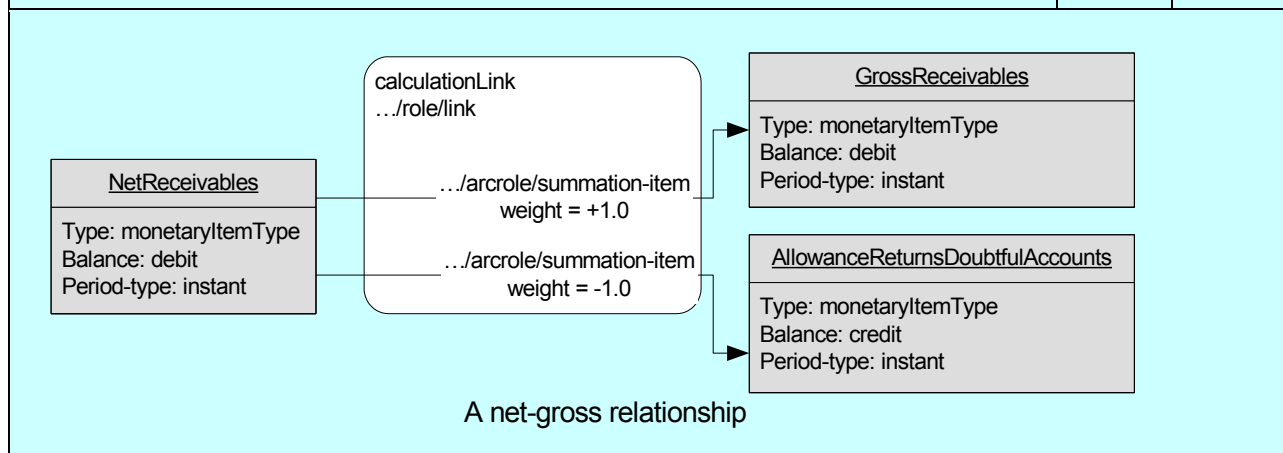 calculationLink
…/role/link
GrossReceivables
Type: monetaryItemType
Balance: debit
Period-type: instant
NetReceivables
Type: monetaryItemType
Balance: debit
Period-type: instant
…/arcrole/summation-item
weight = +1.0
…/arcrole/summation-item
weight = -1.0
AllowanceReturnsDoubtfulAccounts
Type: monetaryItemType
Balance: credit
Period-type: instant
A net-gross relationship